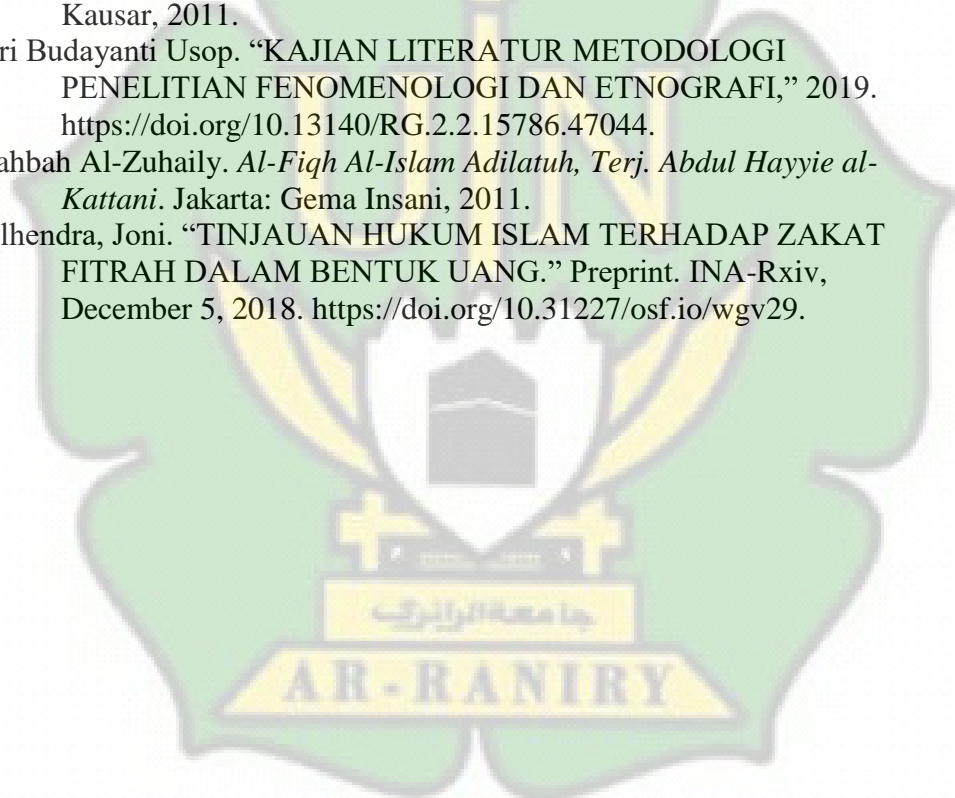 Kausar, 2011.
ri Budayanti Usop. “KAJIAN LITERATUR METODOLOGI
PENELITIAN FENOMENOLOGI DAN ETNOGRAFI,” 2019.
https://doi.org/10.13140/RG.2.2.15786.47044.
ahbah Al-Zuhaily. Al-Fiqh Al-Islam Adilatuh, Terj. Abdul Hayyie al-
Kattani. Jakarta: Gema Insani, 2011.
lhendra, Joni. “TINJAUAN HUKUM ISLAM TERHADAP ZAKAT
FITRAH DALAM BENTUK UANG.” Preprint. INA-Rxiv,
December 5, 2018. https://doi.org/10.31227/osf.io/wgv29.
UIN
جامعة الرانري
AR-RANIRY